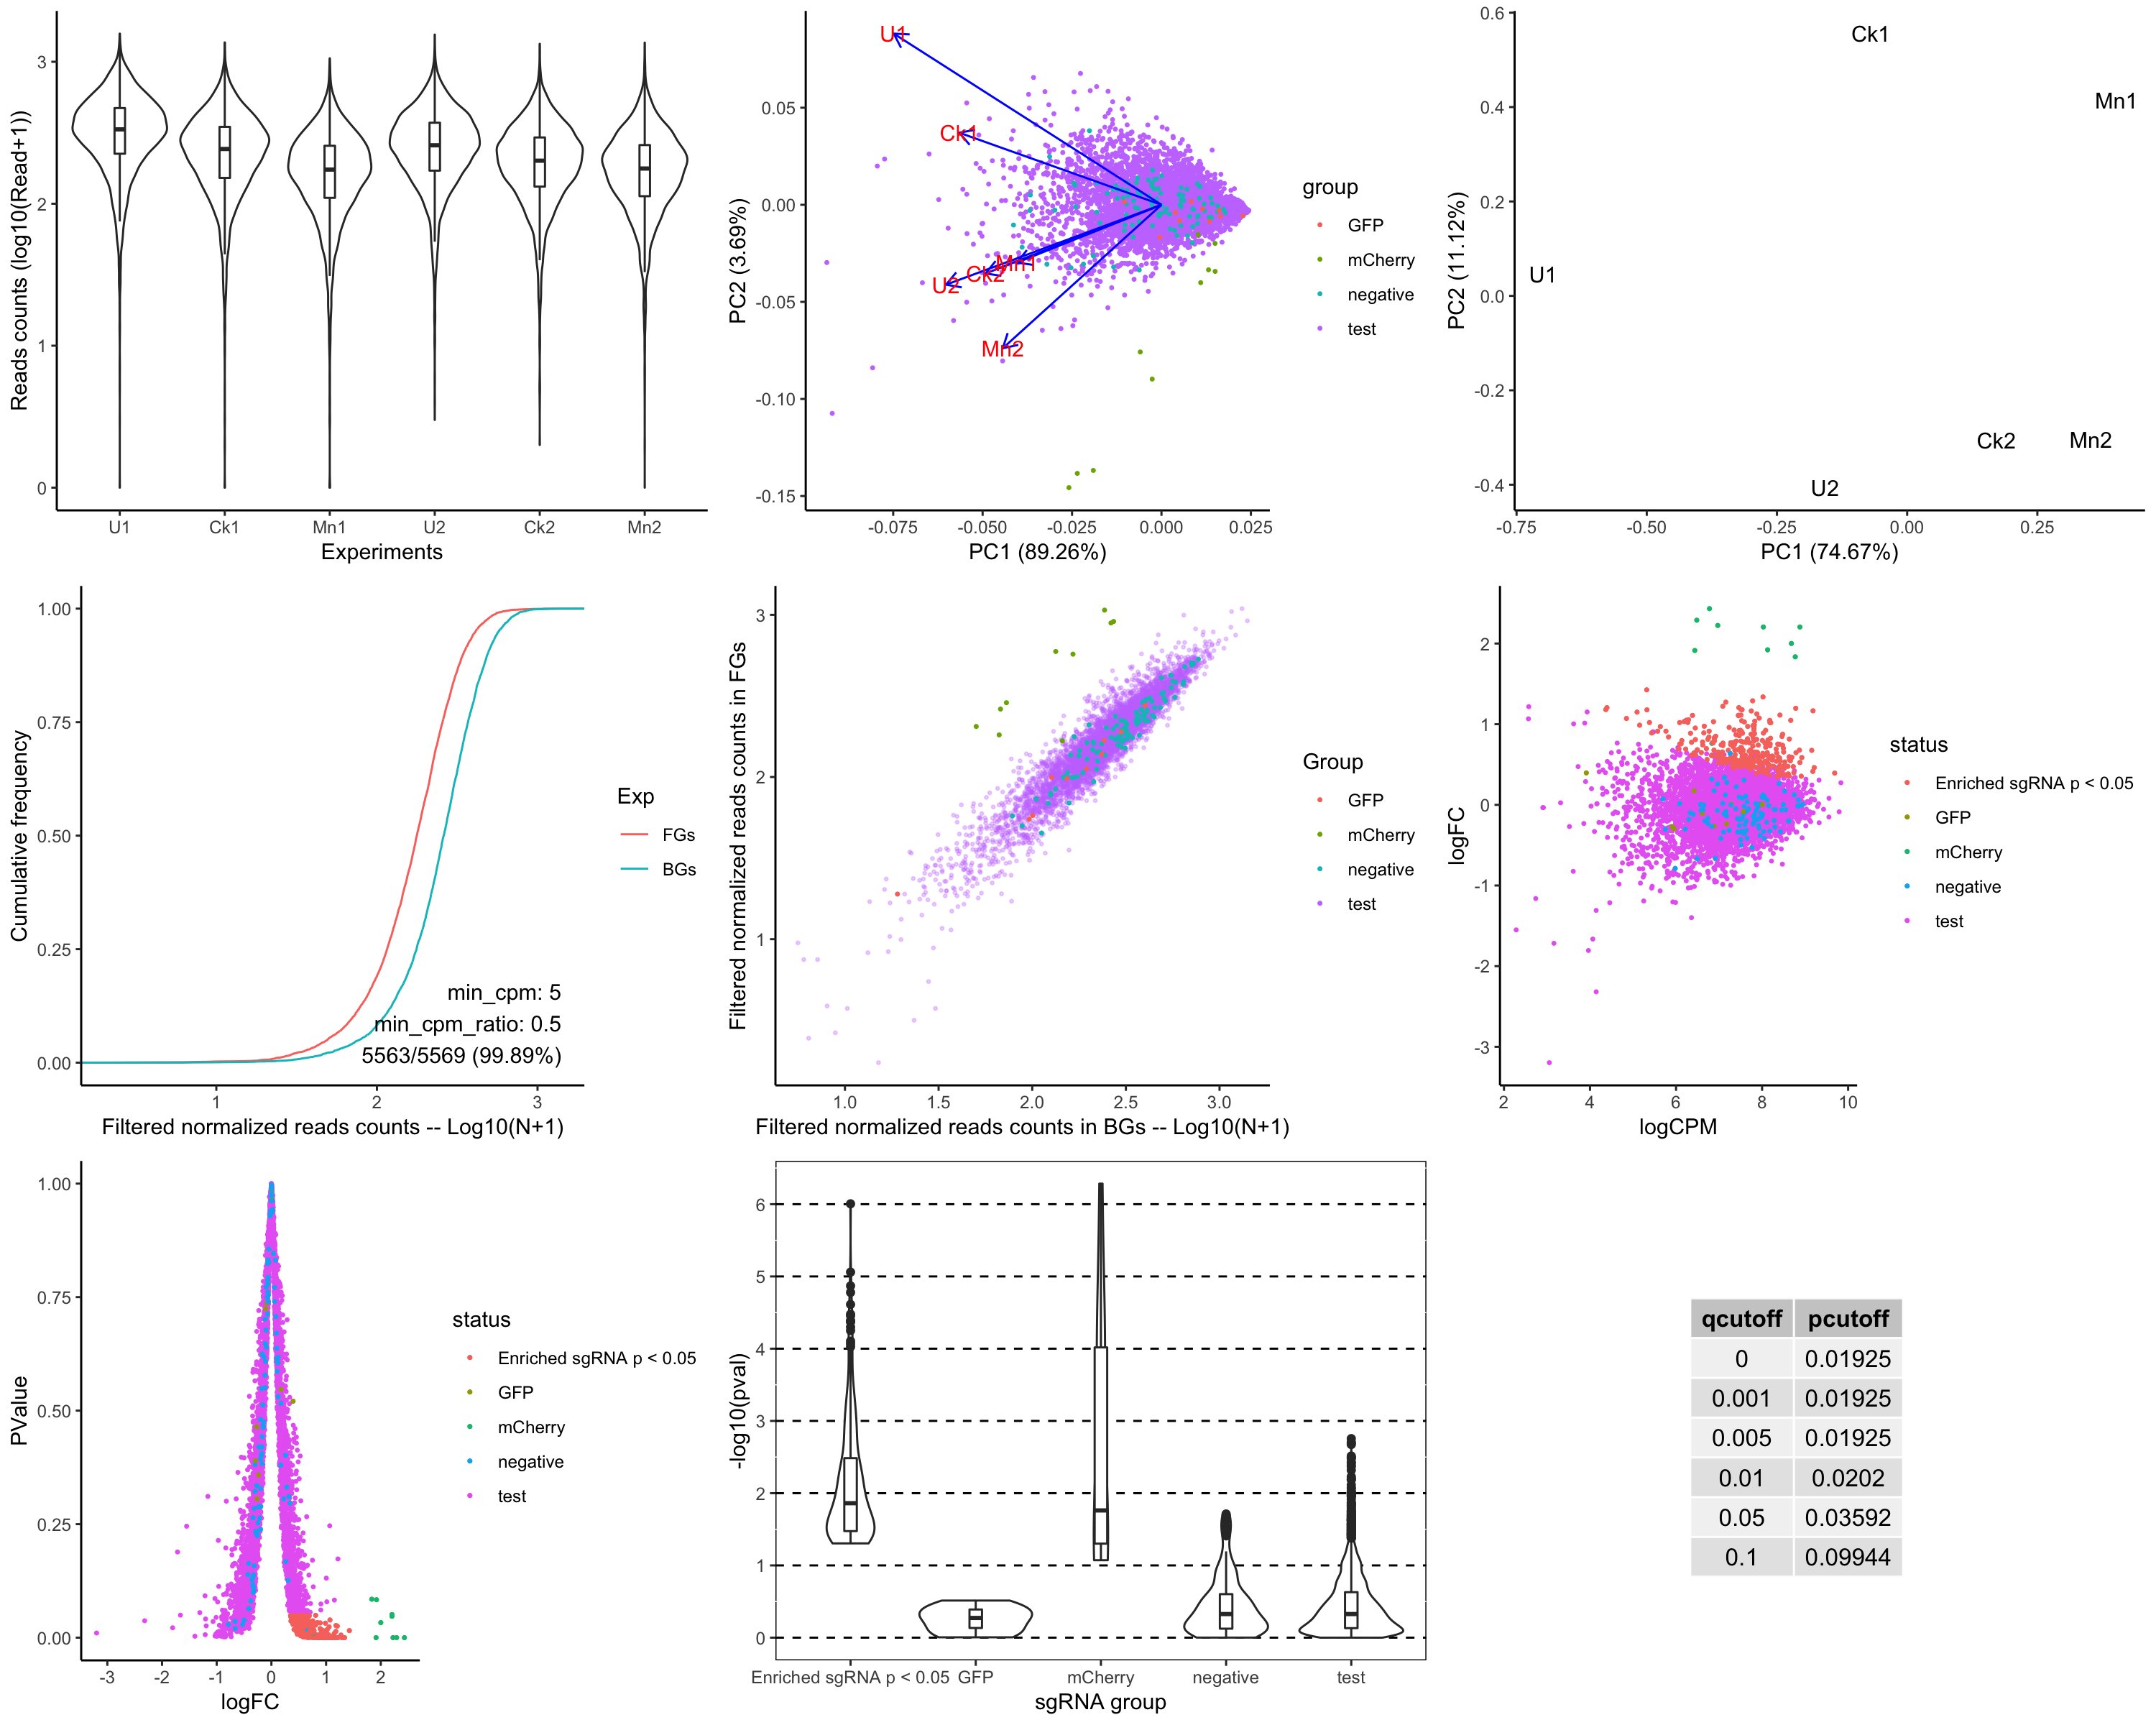 Reads counts (log10(Read+1))
3
2
1
0
U1 Ck1 Mn1 U2 Ck2 Mn2
Experiments
PC2 (3.69%)
0.05
0.00
-0.05
-0.10
-0.15
U1
Ck1
Mn1
Ck2
U2
Mn2
-0.075 -0.050 -0.025 0.000 0.025
PC1 (89.26%)
group
GFP
mCherry
negative
test
PC2 (11.12%)
0.6
0.4
0.2
0.0
-0.2
-0.4
Ck1
Mn1
U1
Ck2 Mn2
U2
-0.75 -0.50 -0.25 0.00 0.25
PC1 (74.67%)
Cumulative frequency
1.00
0.75
0.50
0.25
0.00
min_cpm: 5
min_cpm_ratio: 0.5
5563/5569 (99.89%)
1 2 3
Filtered normalized reads counts -- Log10(N+1)
Exp
FGs
BGs
Filtered normalized reads counts in FGs
3
2
1
1.0 1.5 2.0 2.5 3.0
Filtered normalized reads counts in BGs -- Log10(N+1)
Group
GFP
mCherry
negative
test
logFC
2
1
0
-1
-2
-3
2 4 6 8 10
logCPM
status
Enriched sgRNA p < 0.05
GFP
mCherry
negative
test
PValue
1.00
0.75
0.50
0.25
0.00
-3 -2 -1 0 1 2
logFC
status
Enriched sgRNA p < 0.05
GFP
mCherry
negative
test
-log10(pval)
6
5
4
3
2
1
0
Enriched sgRNA p < 0.05 GFP mCherry negative test
sgRNA group
qcutoff pcutoff
0 0.01925
0.001 0.01925
0.005 0.01925
0.01 0.0202
0.05 0.03592
0.1 0.09944